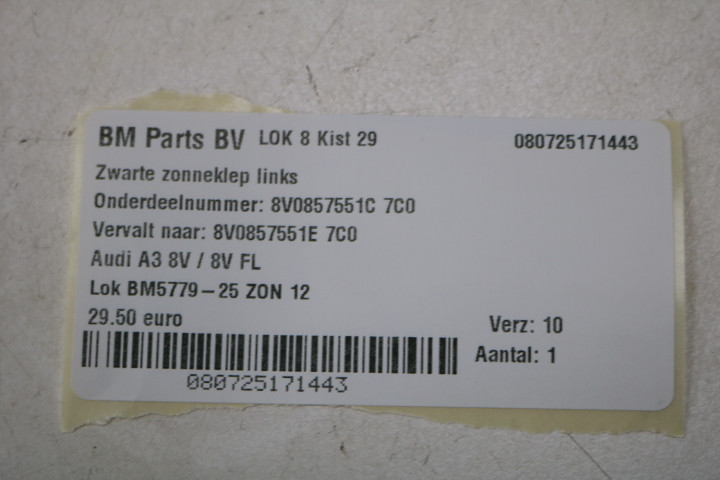 BM Parts BV LOK 8 Kist 29 080725171443
Zwarte zonneklep links
Onderdeelnummer: 8V0857551C 7C0
Vervalt naar: 8V0857551E 7C0
Audi A3 8V / 8V FL
Lok BM5779-25 ZON 12
29.50 euro Verz: 10
Aantal: 1
080725171443